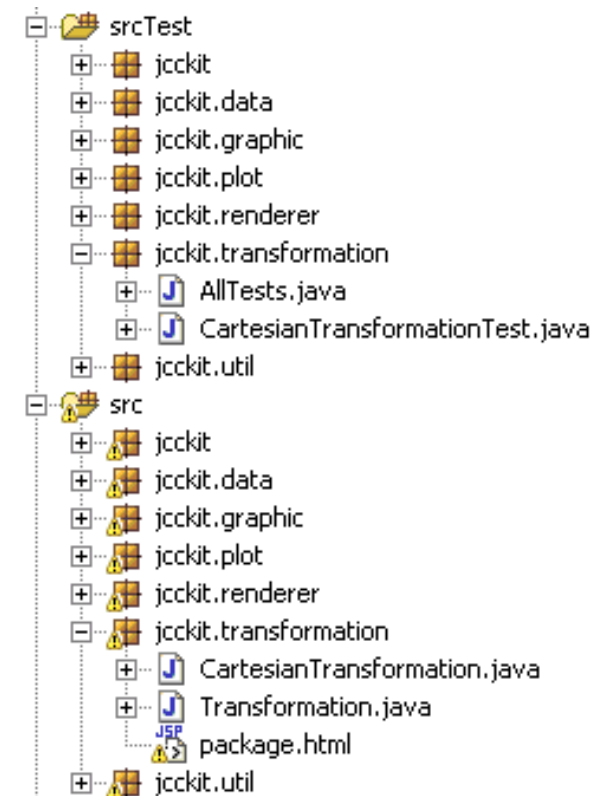 srcTest
jcckit
jcckit.data
jcckit.graphic
jcckit.plot
jcckit.renderer
jcckit.transformation
J AllTests.java
J CartesianTransformationTest.java
jcckit.util
src
jcckit
jcckit.data
jcckit.graphic
jcckit.plot
jcckit.renderer
jcckit.transformation
J CartesianTransformation.java
J Transformation.java
JSP package.html
jcckit.util